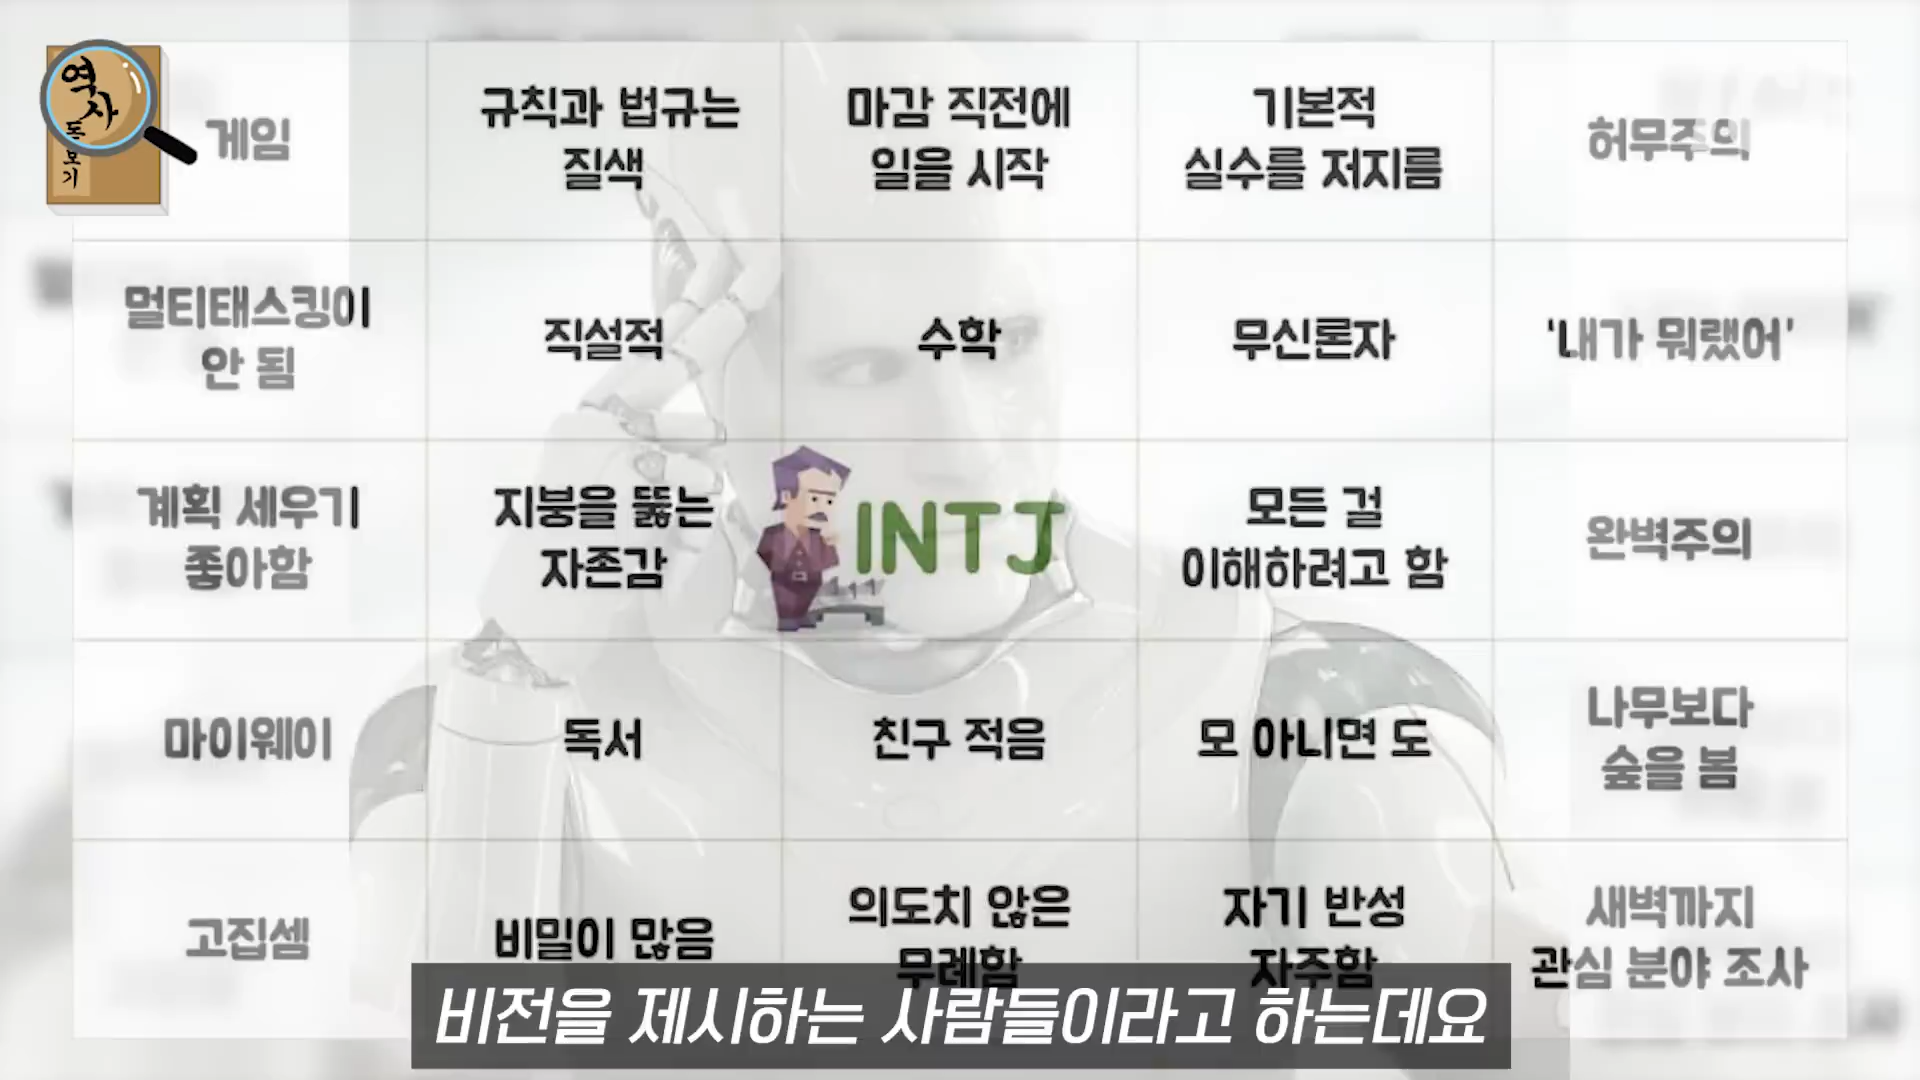 역사
돋보기
게임
규칙과 법규는
질색
마감 직전에
일을 시작
기본적
실수를 저지름
허무주의
멀티태스킹이
안 됨
직설적
수학
무신론자
'내가 뭐랬어'
계획 세우기
좋아함
지붕을 뚫는
자존감
INTJ
모든 걸
이해하려고 함
완벽주의
마이웨이
독서
친구 적음
모 아니면 도
나무보다
숲을 봄
고집셈
비밀이 많음
의도치 않은
무례함
자기 반성
자주함
새벽까지
관심 분야 조사
비전을 제시하는 사람들이라고 하는데요